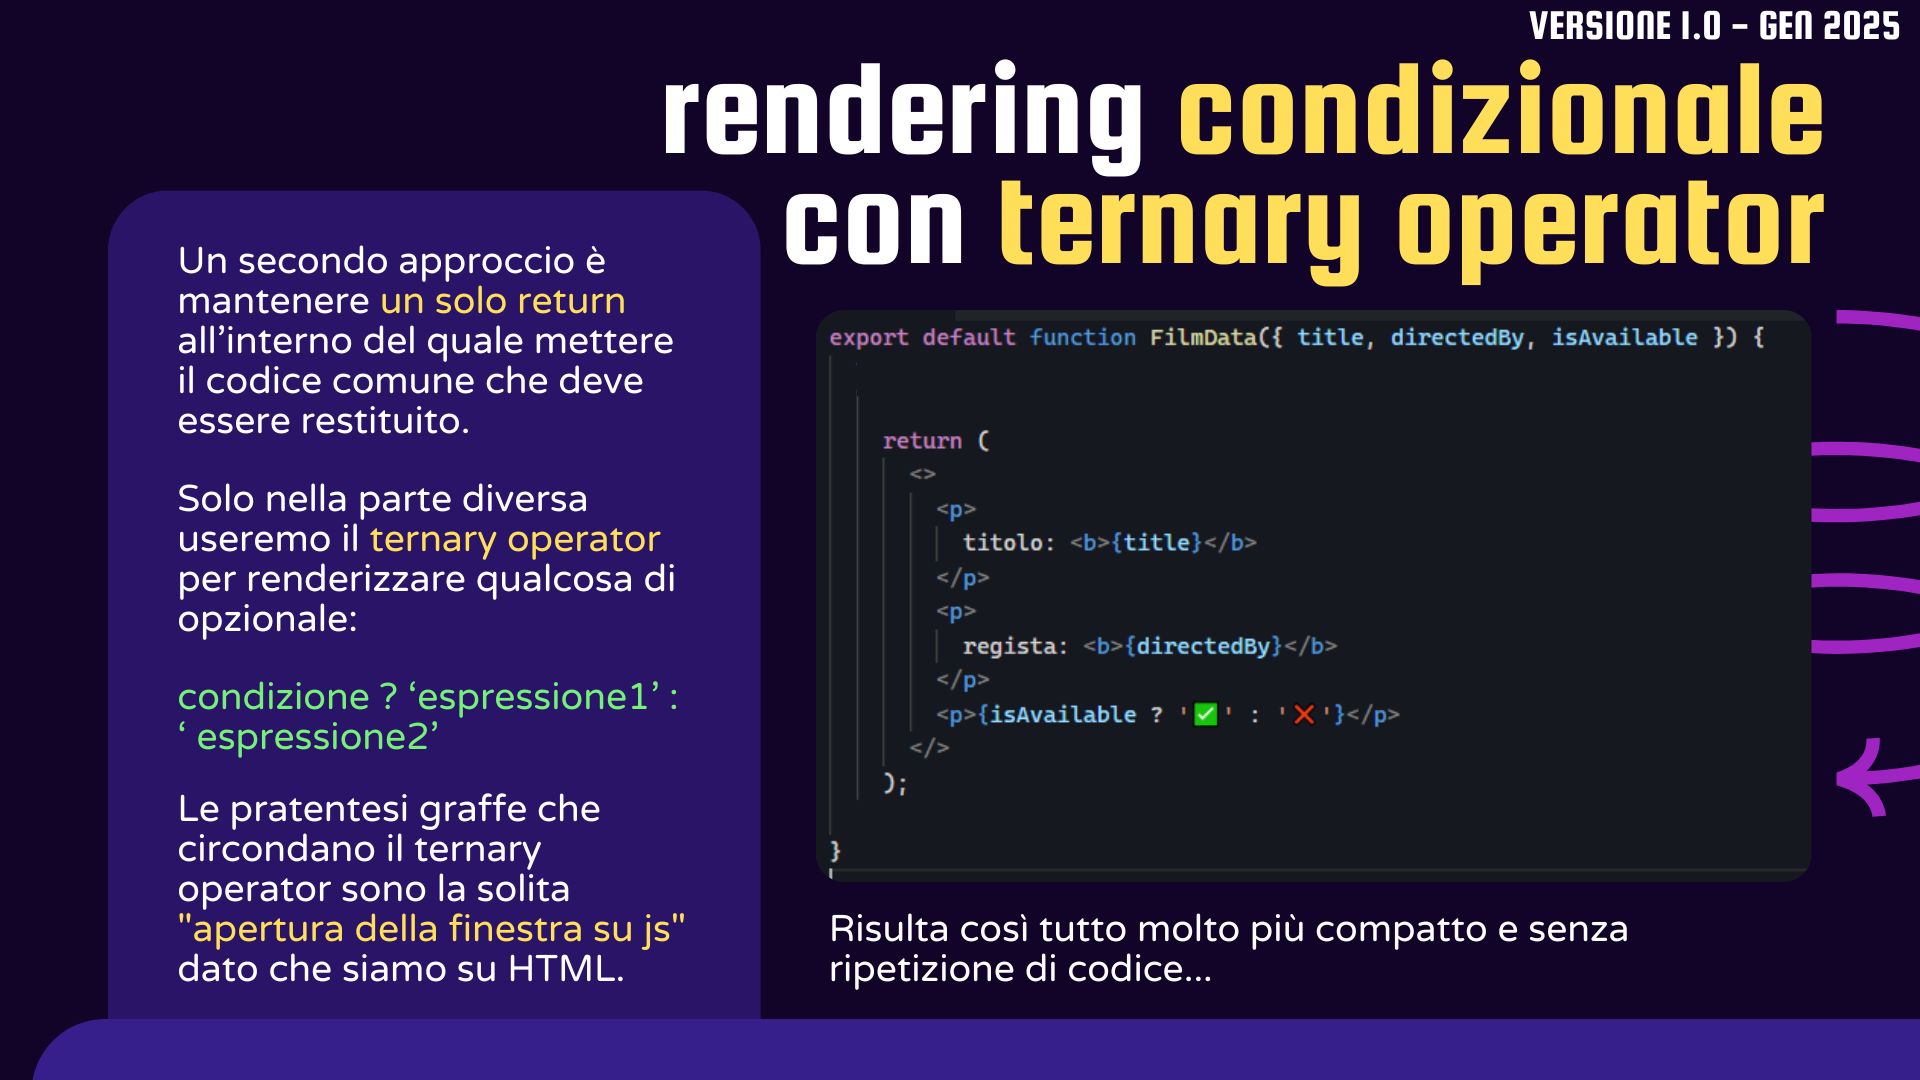 VERSIONE 1.0 - GEN 2025
rendering condizionale
con ternary operator
Un secondo approccio è
mantenere un solo return
all’interno del quale mettere
il codice comune che deve
essere restituito.
Solo nella parte diversa
useremo il ternary operator
per renderizzare qualcosa di
opzionale:
condizione ? ‘espressione1’ :
‘ espressione2’
Le pratentesi graffe che
circondano il ternary
operator sono la solita
"apertura della finestra su js"
dato che siamo su HTML.
export default function FilmData({ title, directedBy, isAvailable }) {
return (
<>
<p>
titolo: <b>{title}</b>
</p>
<p>
regista: <b>{directedBy}</b>
</p>
<p>{isAvailable ? '✅' : '❌'}</p>
</>
);
}
Risulta così tutto molto più compatto e senza
ripetizione di codice...